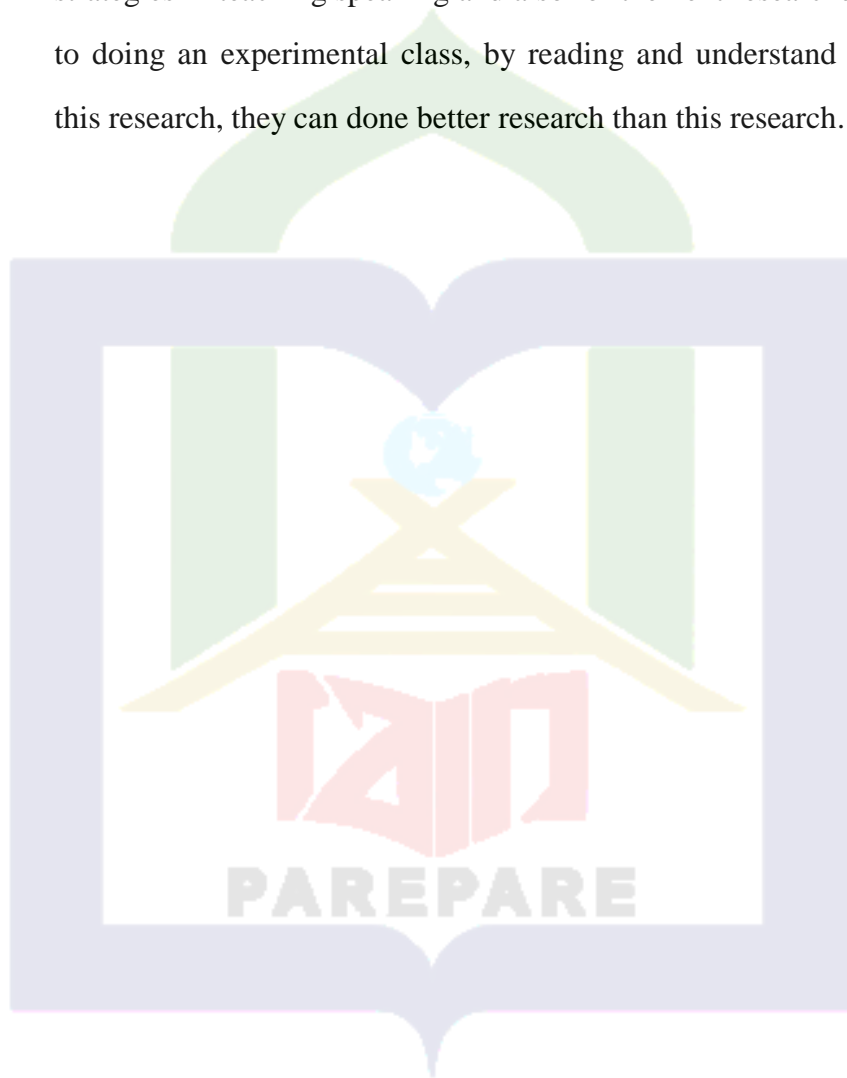 to doing an experimental class, by reading and understand
this research, they can done better research than this research.
PAREPARE